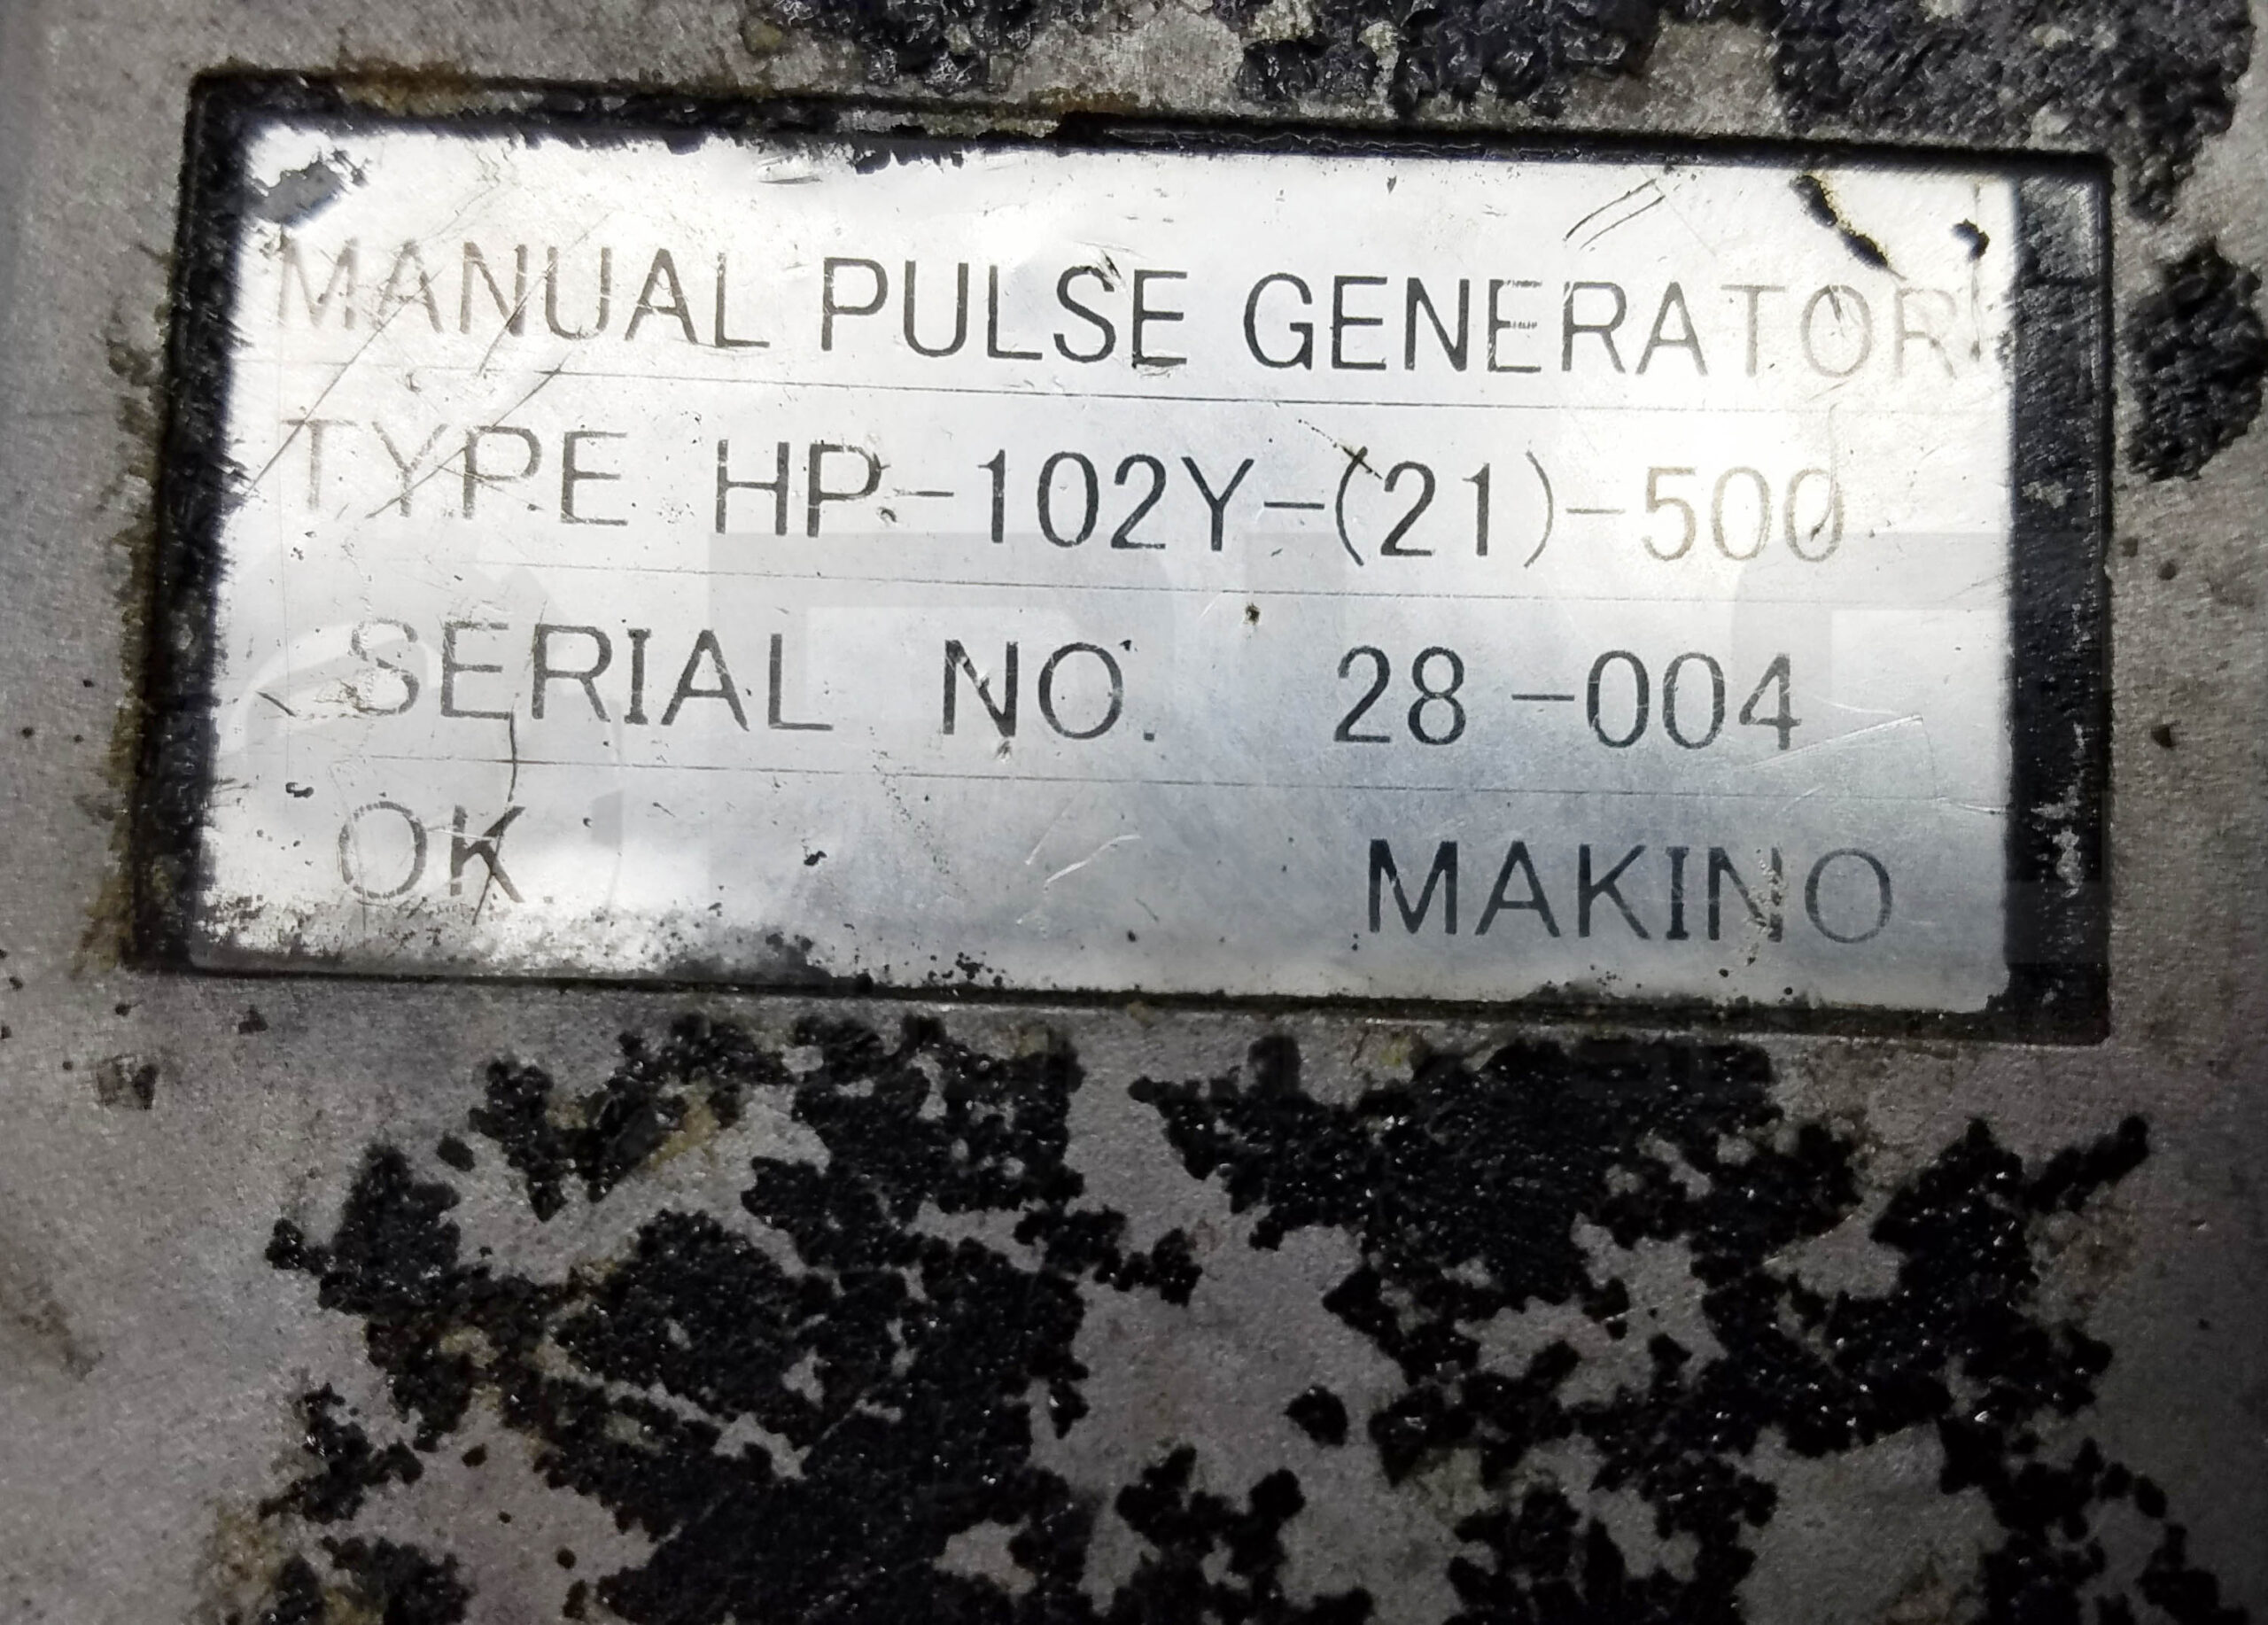 MANUAL PULSE GENERATOR
TYPE HP-102Y-(21)-500
SERIAL NO. 28-004
OK MAKINO